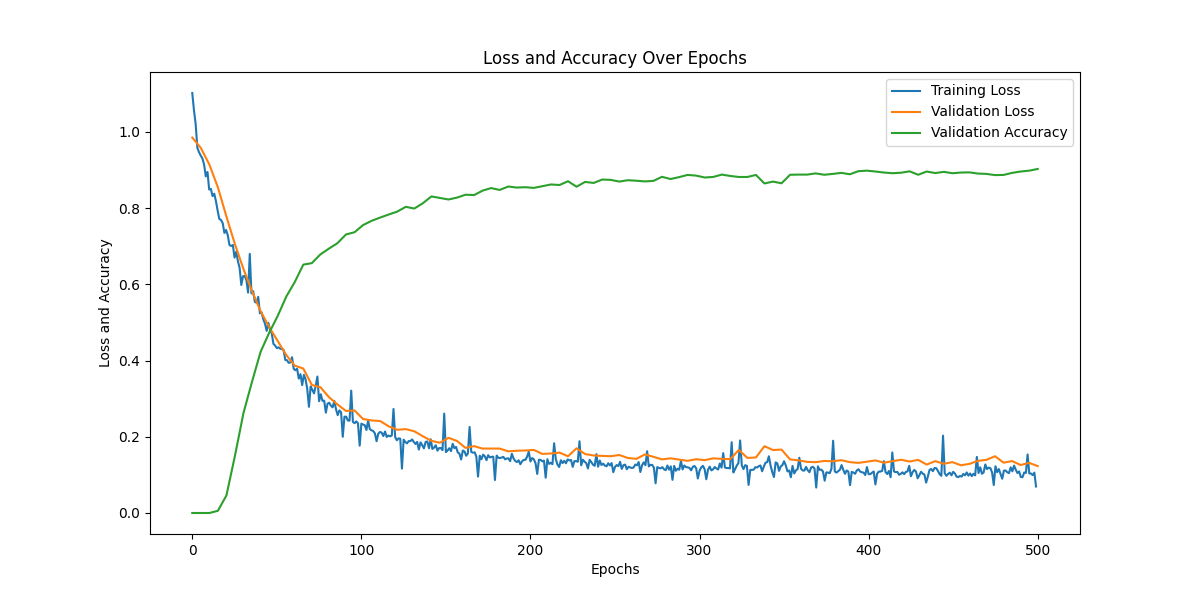 Loss and Accuracy Over Epochs
Training Loss
Validation Loss
Validation Accuracy
Loss and Accuracy
1.0
0.8
0.6
0.4
0.2
0.0
0 100 200 300 400 500
Epochs